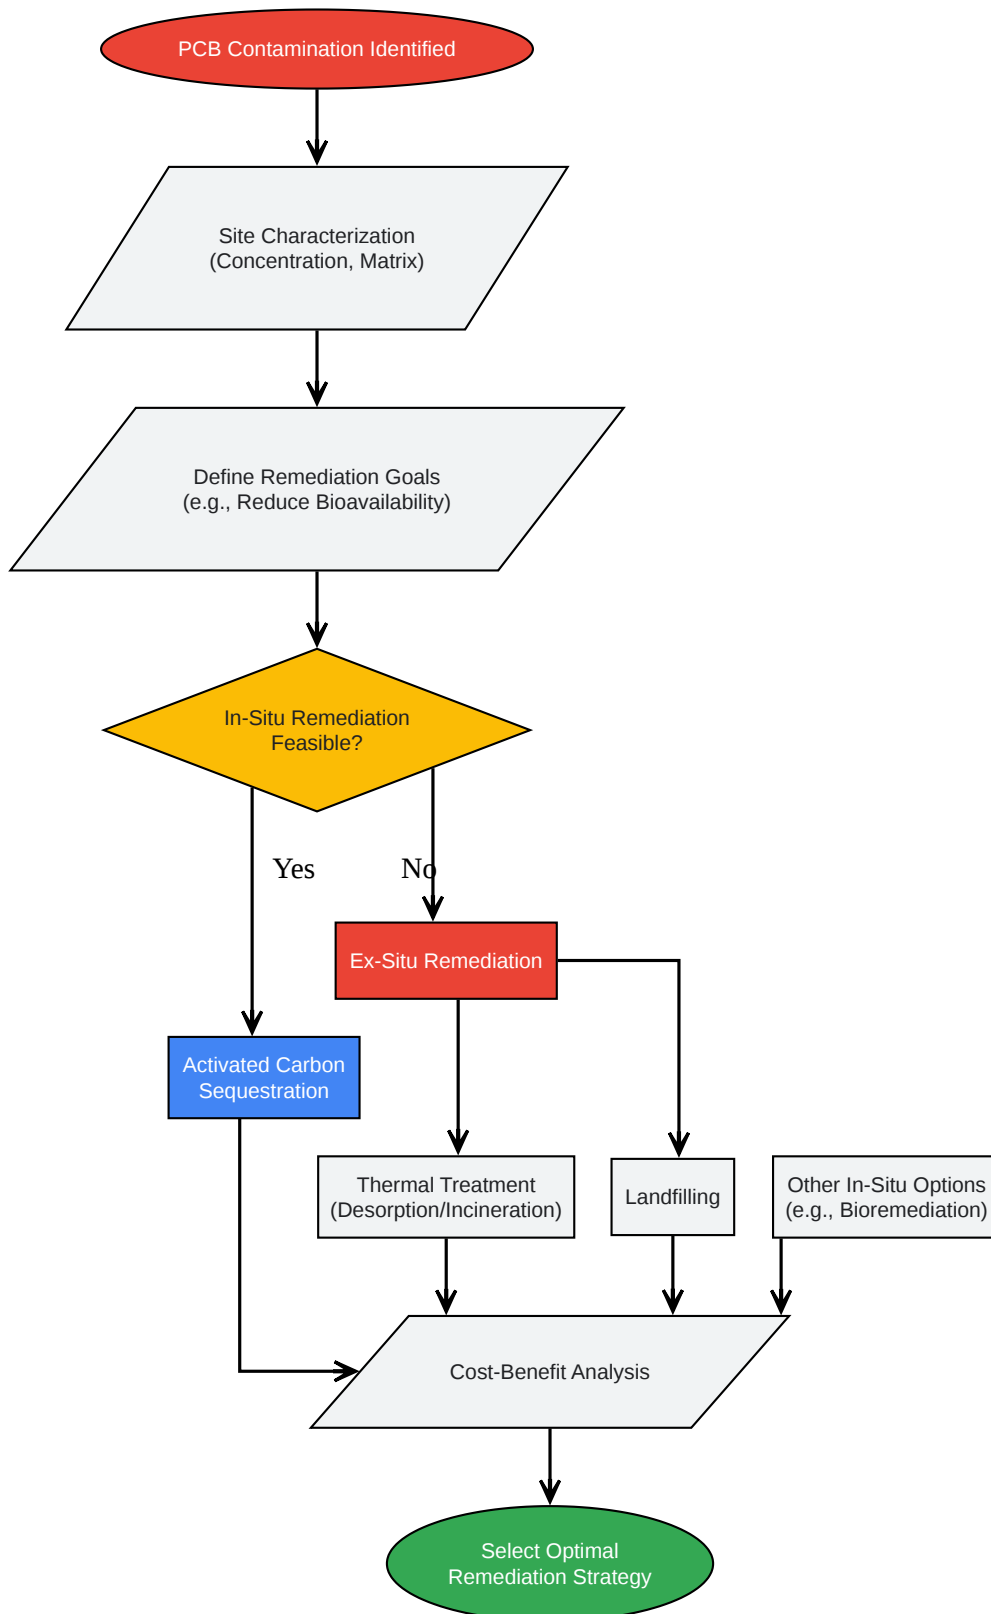 PCB Contamination Identified
Site Characterization
(Concentration, Matrix)
Define Remediation Goals
(e.g., Reduce Bioavailability)
In-Situ Remediation
Feasible?
Yes
No
Ex-Situ Remediation
Activated Carbon
Sequestration
Thermal Treatment
(Desorption/Incineration)
Landfilling
Other In-Situ Options
(e.g., Bioremediation)
Cost-Benefit Analysis
Select Optimal
Remediation Strategy